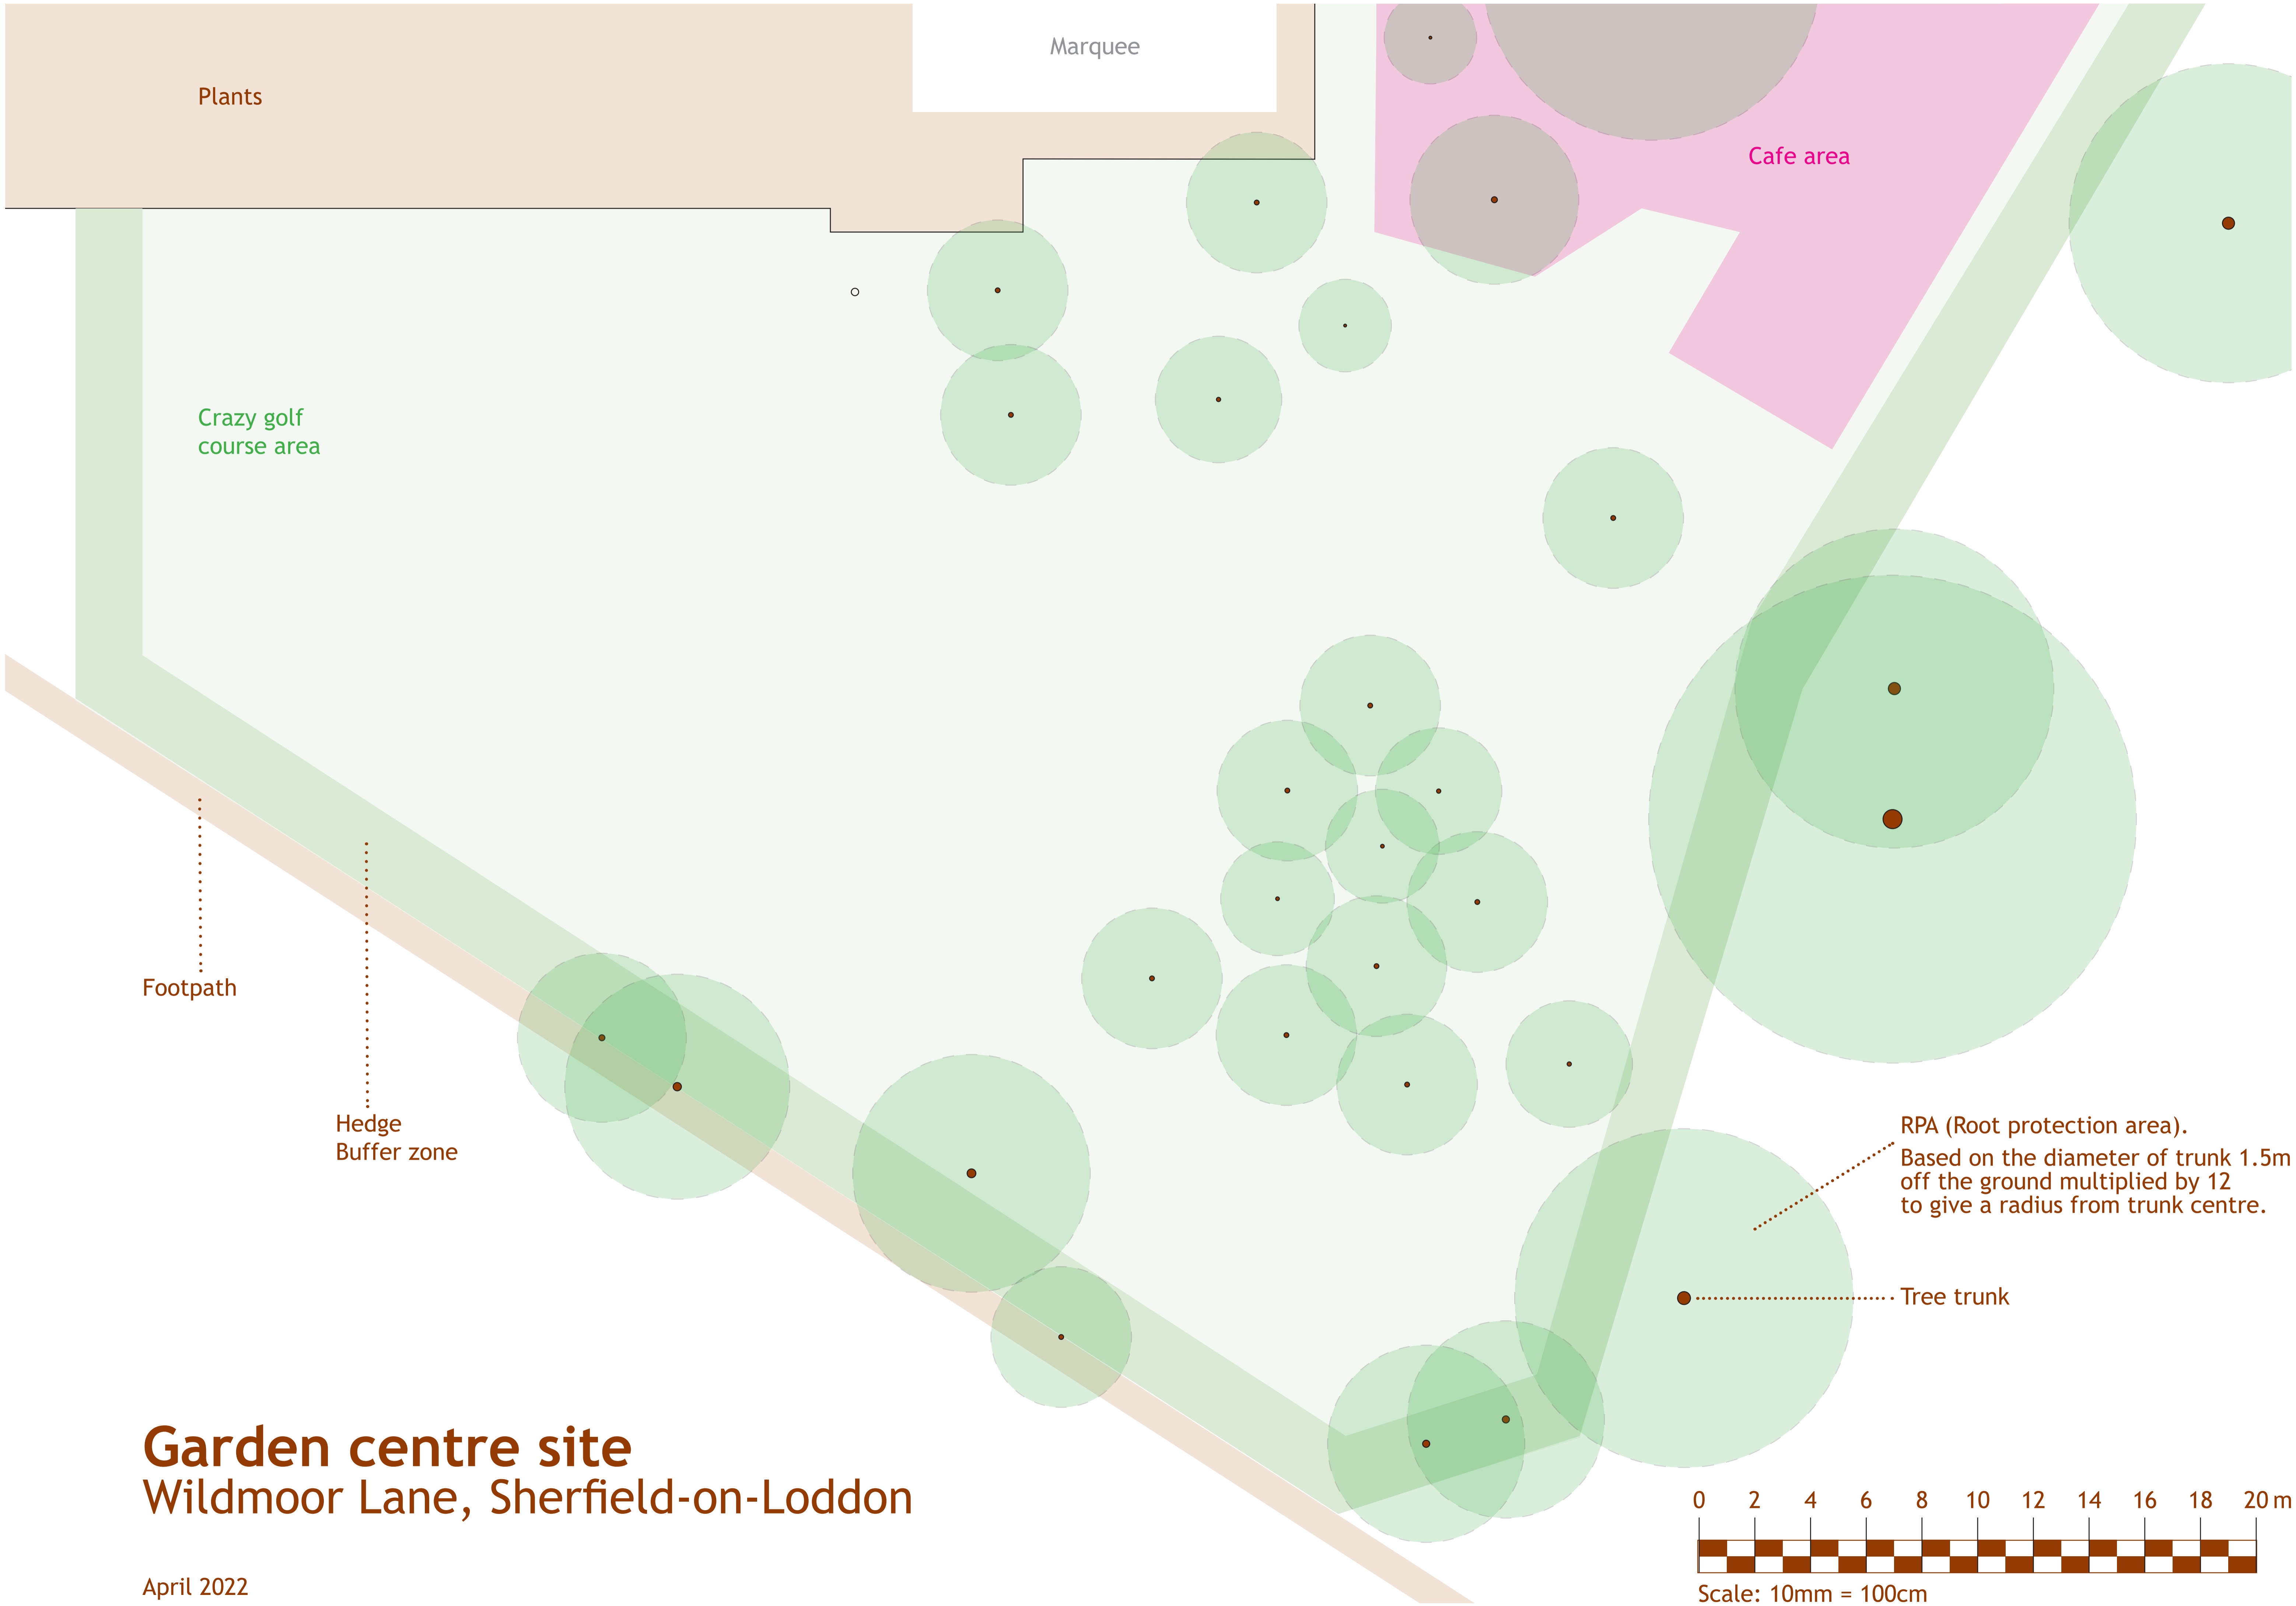 Marquee
Plants
Cafe area
Crazy golf
course area
Footpath
Hedge
Buffer zone
RPA (Root protection area).
Based on the diameter of trunk 1.5m
off the ground multiplied by 12
to give a radius from trunk centre.
Tree trunk
Garden centre site
Wildmoor Lane, Sherfield-on-Loddon
April 2022
0 2 4 6 8 10 12 14 16 18 20 m
Scale: 10mm = 100cm